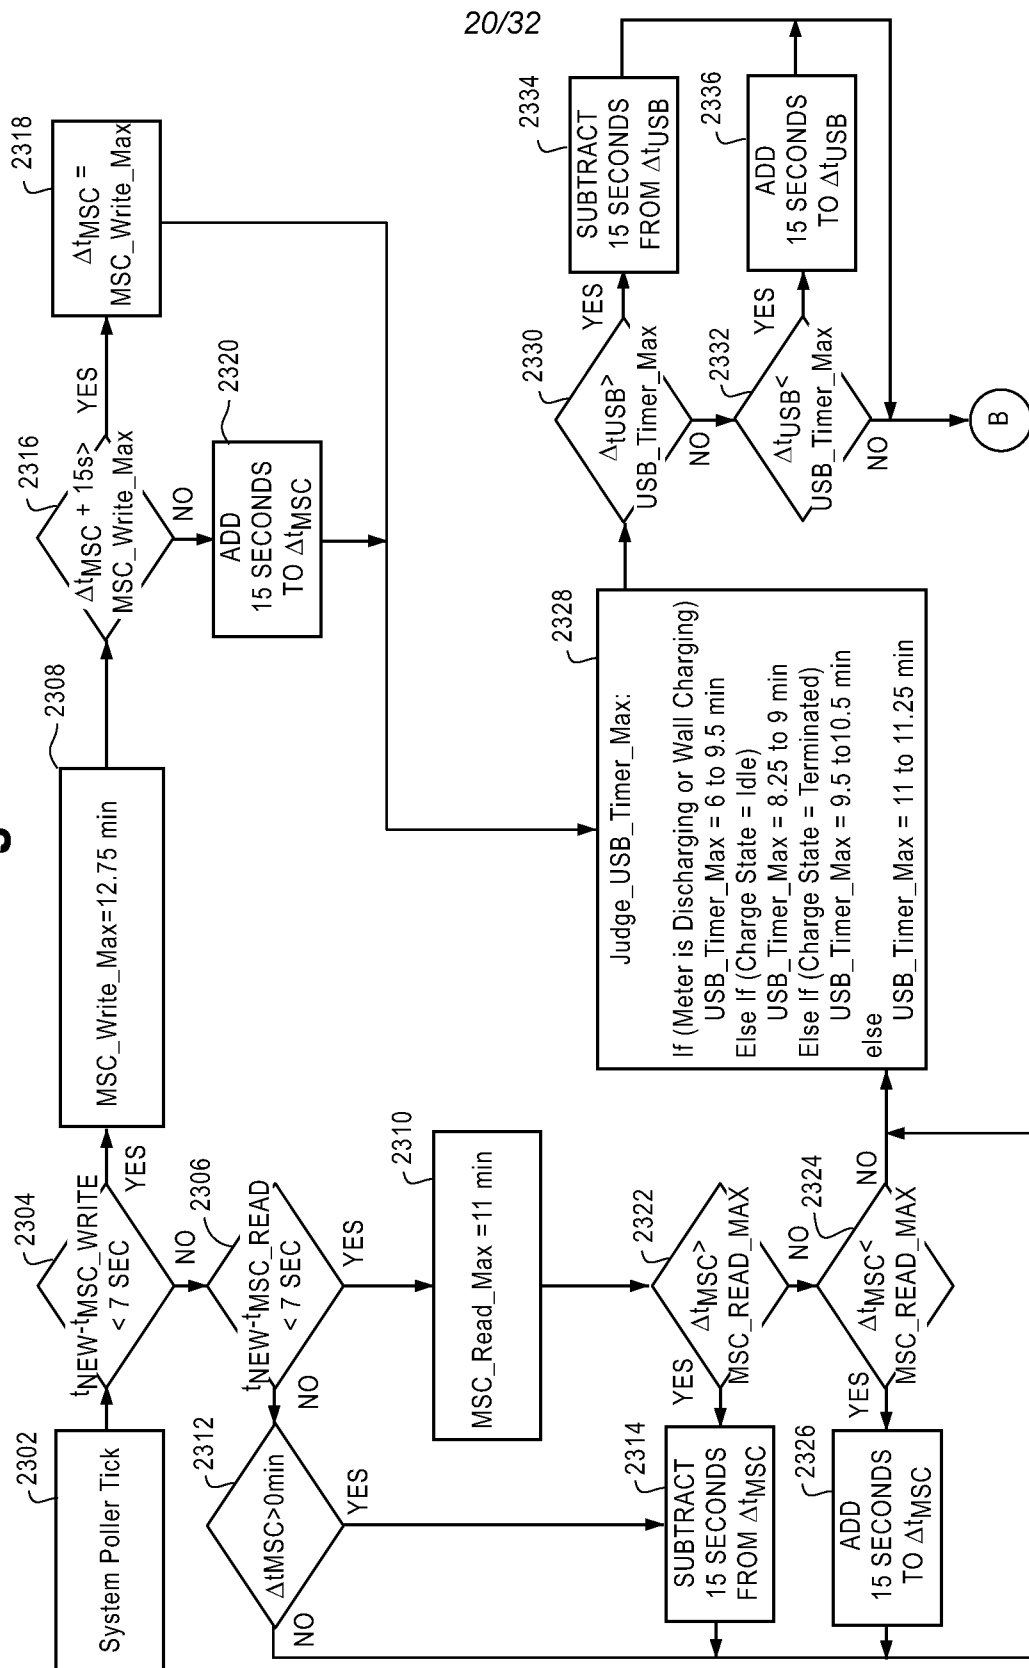 20/32
2302
System Poller Tick
2304
tNEW-tMSC_WRITE
< 7 SEC
YES
NO
2308
MSC_Write_Max=12.75 min
2316
ΔtMSC + 15s>
MSC_Write_Max
YES
NO
2318
ΔtMSC =
MSC_Write_Max
2320
ADD
15 SECONDS
TO ΔtMSC
2306
tNEW-tMSC_READ
< 7 SEC
YES
NO
2312
ΔtMSC>0min
YES
NO
2310
MSC_Read_Max =11 min
2322
ΔtMSC>
MSC_READ_MAX
YES
NO
2314
SUBTRACT
15 SECONDS
FROM ΔtMSC
2324
ΔtMSC<
MSC_READ_MAX
YES
NO
2326
ADD
15 SECONDS
TO ΔtMSC
2328
Judge_USB_Timer_Max:
If (Meter is Discharging or Wall Charging)
USB_Timer_Max = 6 to 9.5 min
Else If (Charge State = Idle)
USB_Timer_Max = 8.25 to 9 min
Else If (Charge State = Terminated)
USB_Timer_Max = 9.5 to10.5 min
else
USB_Timer_Max = 11 to 11.25 min
2330
ΔtUSB>
USB_Timer_Max
YES
NO
2334
SUBTRACT
15 SECONDS
FROM ΔtUSB
2332
ΔtUSB<
USB_Timer_Max
YES
NO
2336
ADD
15 SECONDS
TO ΔtUSB
B